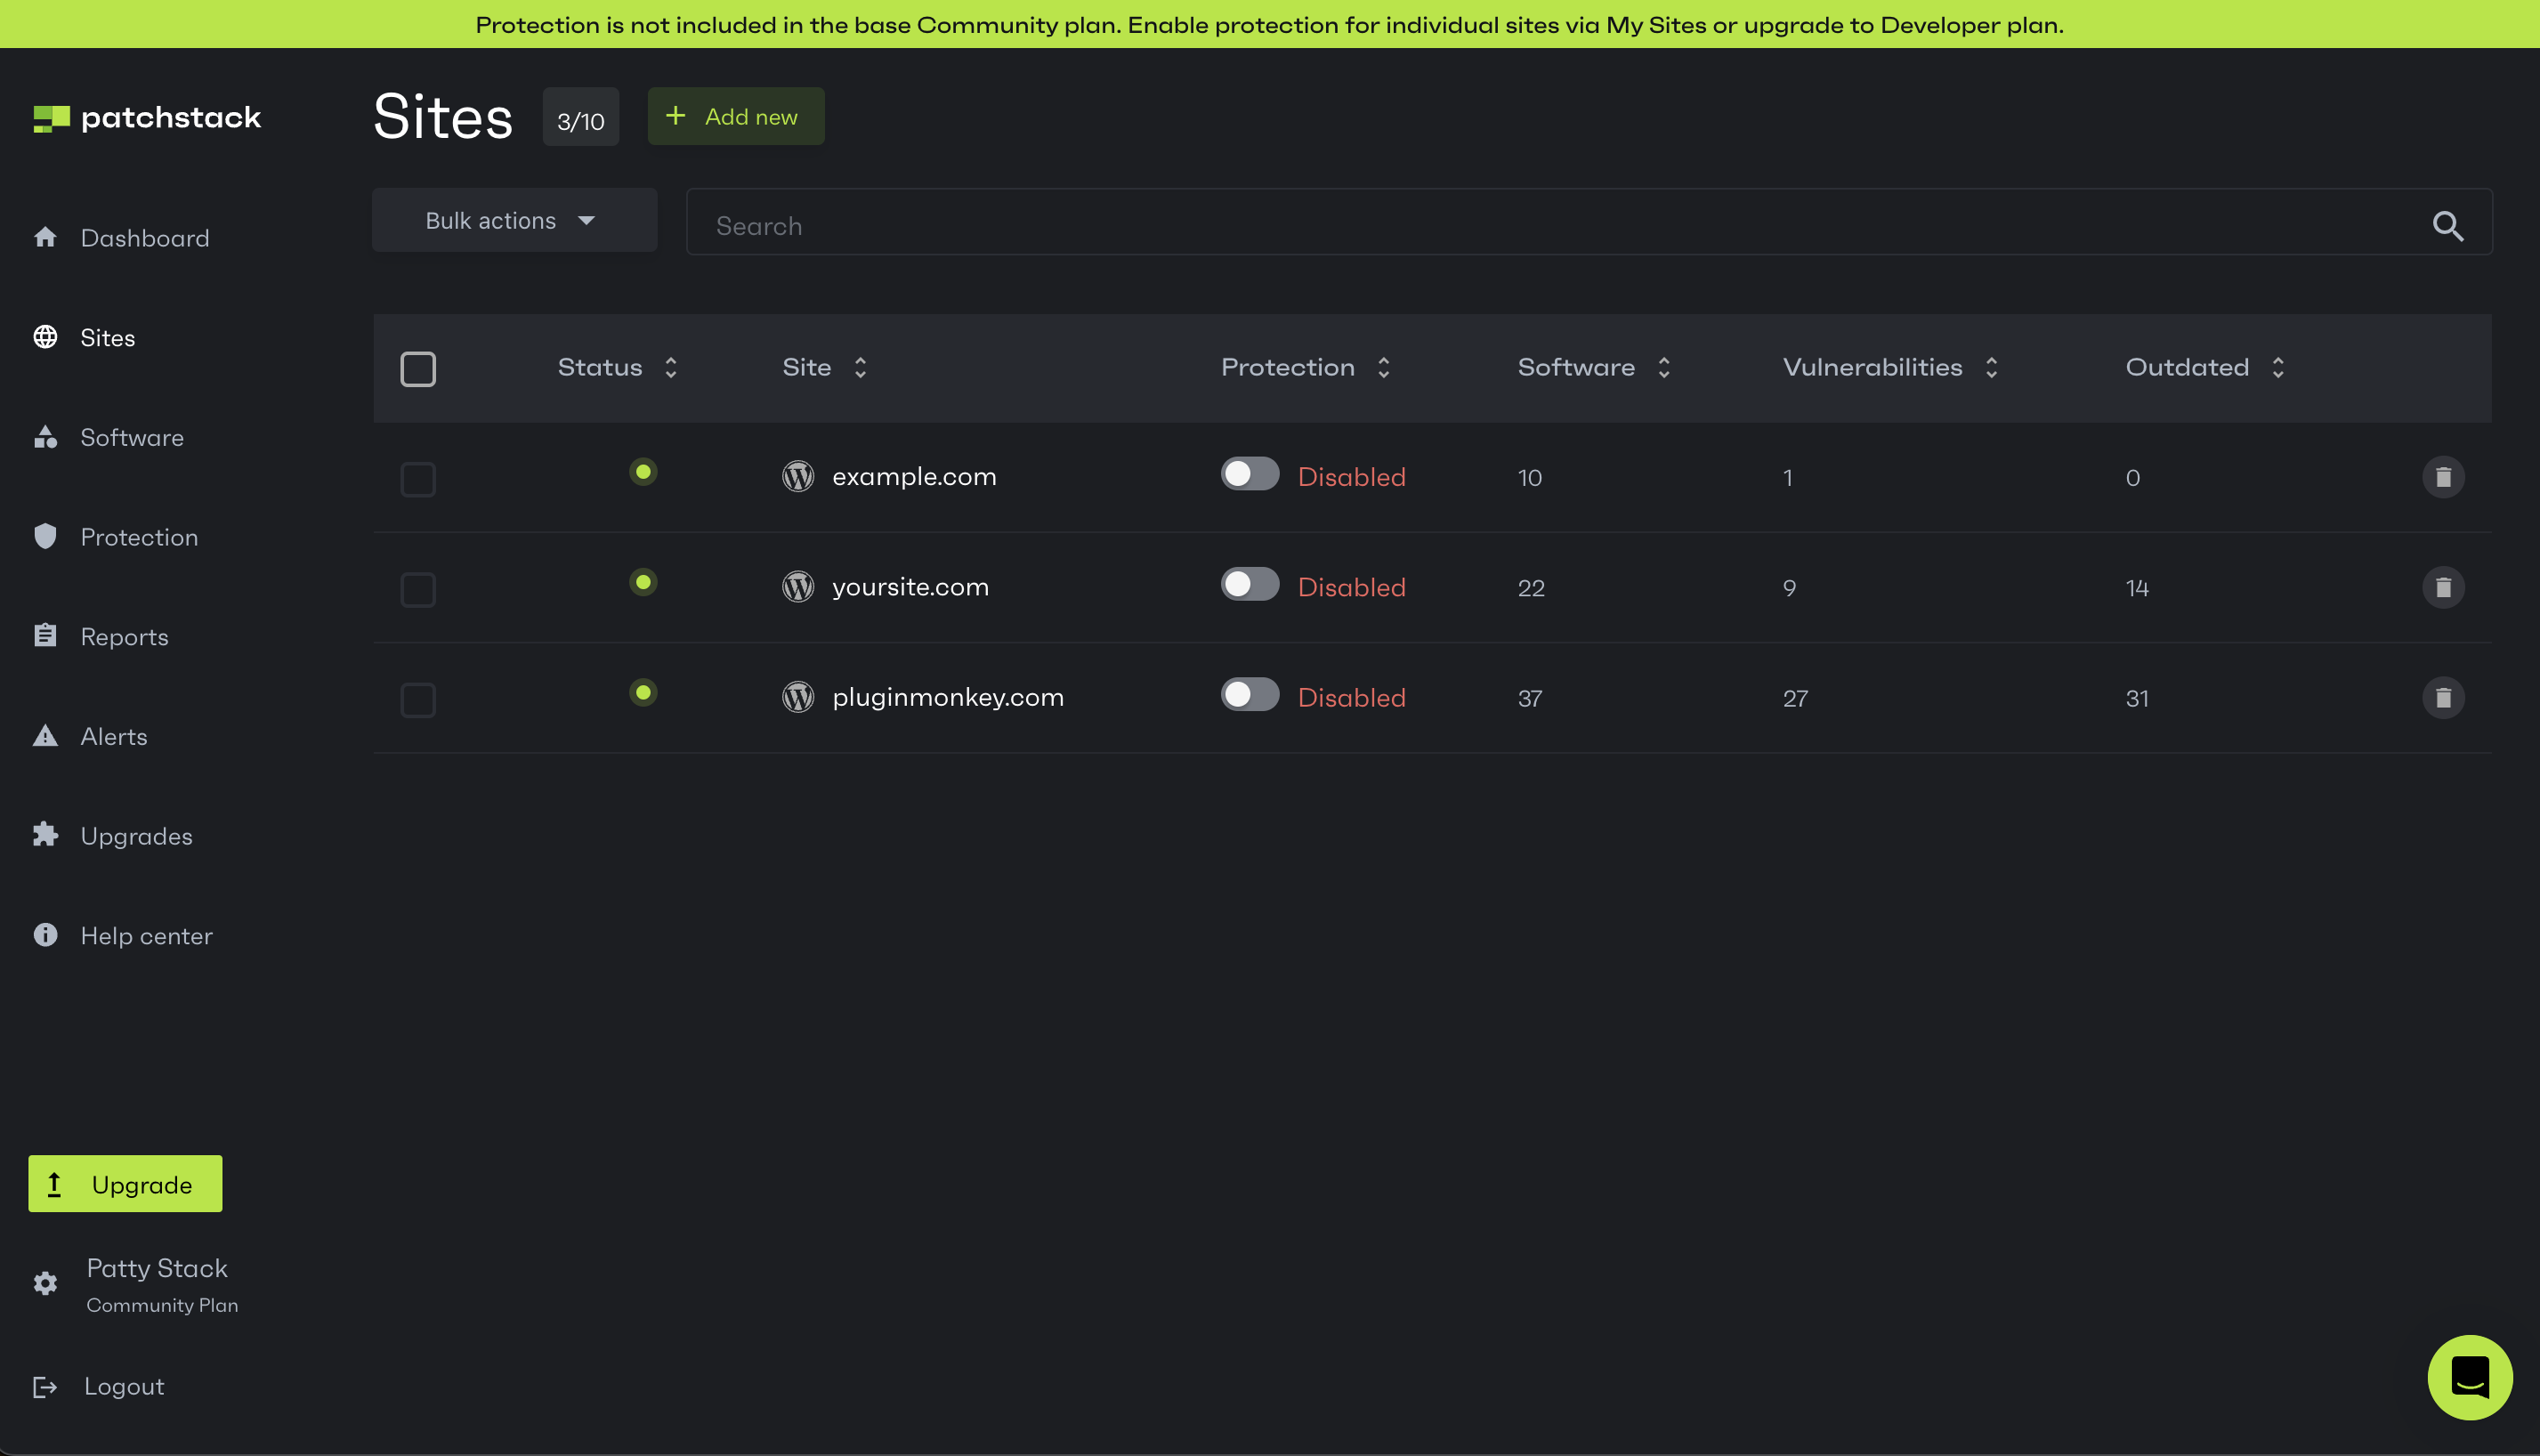 Protection is not included in the base Community plan. Enable protection for individual sites via My Sites or upgrade to Developer plan.
patchstack
Sites 3/10 + Add new
Bulk actions Search
Dashboard
Sites
Software
Protection
Reports
Alerts
Upgrades
Help center
Status Site Protection Software Vulnerabilities Outdated
example.com Disabled 10 1 0
yoursite.com Disabled 22 9 14
pluginmonkey.com Disabled 37 27 31
Upgrade
Patty Stack
Community Plan
Logout